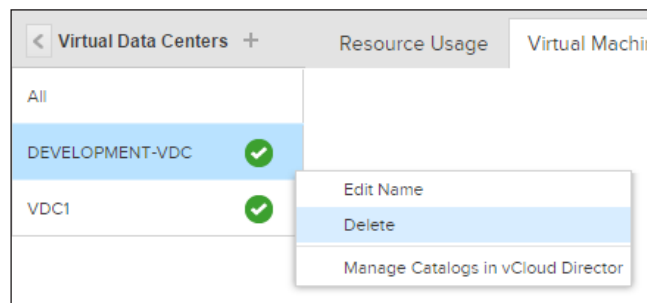 < Virtual Data Centers +
Resource Usage
Virtual Machi
All
DEVELOPMENT-VDC
VDC1
Edit Name
Delete
Manage Catalogs in vCloud Director